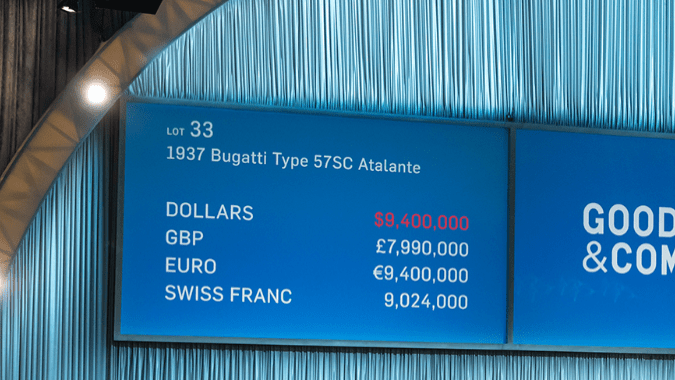 LOT 33
1937 Bugatti Type 57SC Atalante
DOLLARS $9,400,000
GBP £7,990,000
EURO €9,400,000
SWISS FRANC 9,024,000
GOOD
&COM